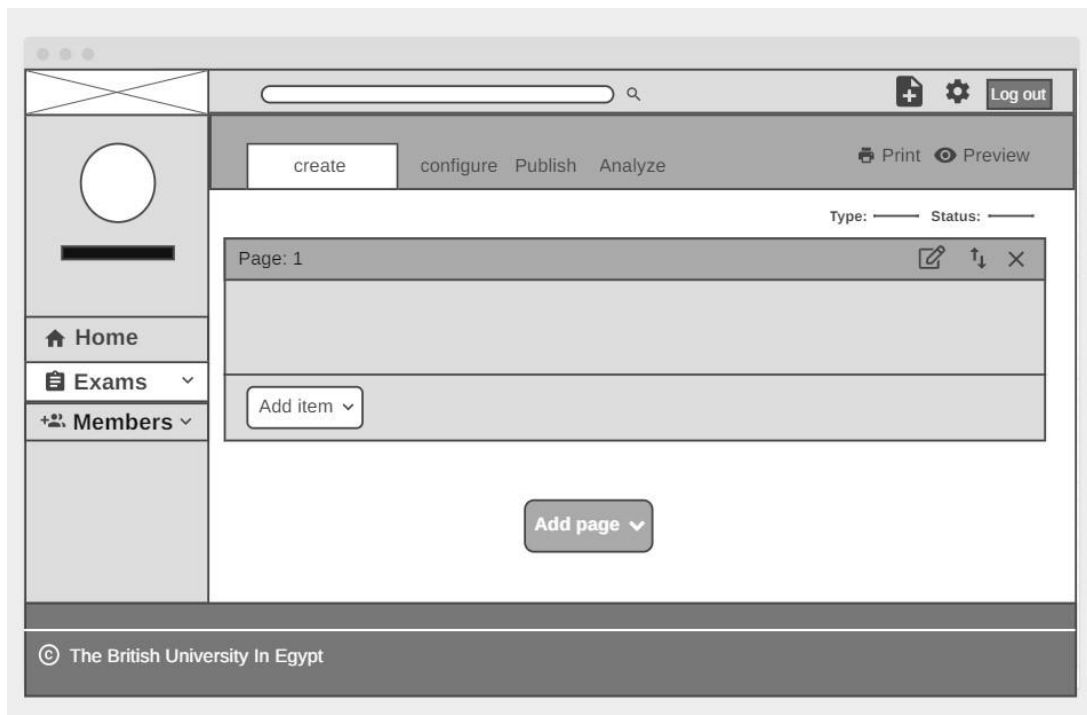 Log out
create configure Publish Analyze Print Preview
Type: Status:
Page: 1
Home
Exams
Members
Add item
Add page
© The British University In Egypt